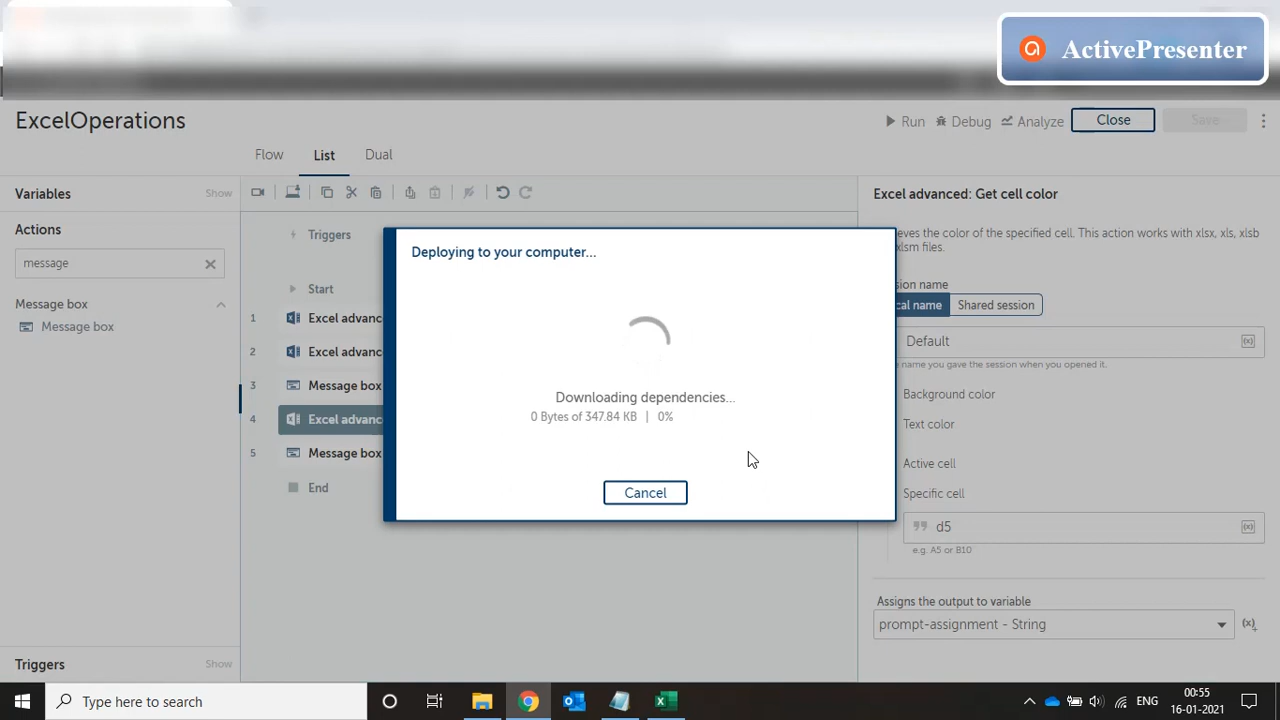 ActivePresenter
ExcelOperations
Run
Debug
Analyze
Close
Save
Flow
List
Dual
Variables
Show
Actions
message
Message box
Message box
Triggers
Show
Triggers
Start
1 Excel advanc
2 Excel advanc
3 Message box
4 Excel advanc
5 Message box
End
Deploying to your computer...
Downloading dependencies...
0 Bytes of 347.84 KB | 0%
Cancel
Excel advanced: Get cell color
eves the color of the specified cell. This action works with xlsx, xls, xlsb
xlsm files.
sion name
cal name
Shared session
Default
name you gave the session when you opened it.
Background color
Text color
Active cell
Specific cell
d5
e.g. A5 or B10
Assigns the output to variable
prompt-assignment - String
Type here to search
ENG
00:55
16-01-2021